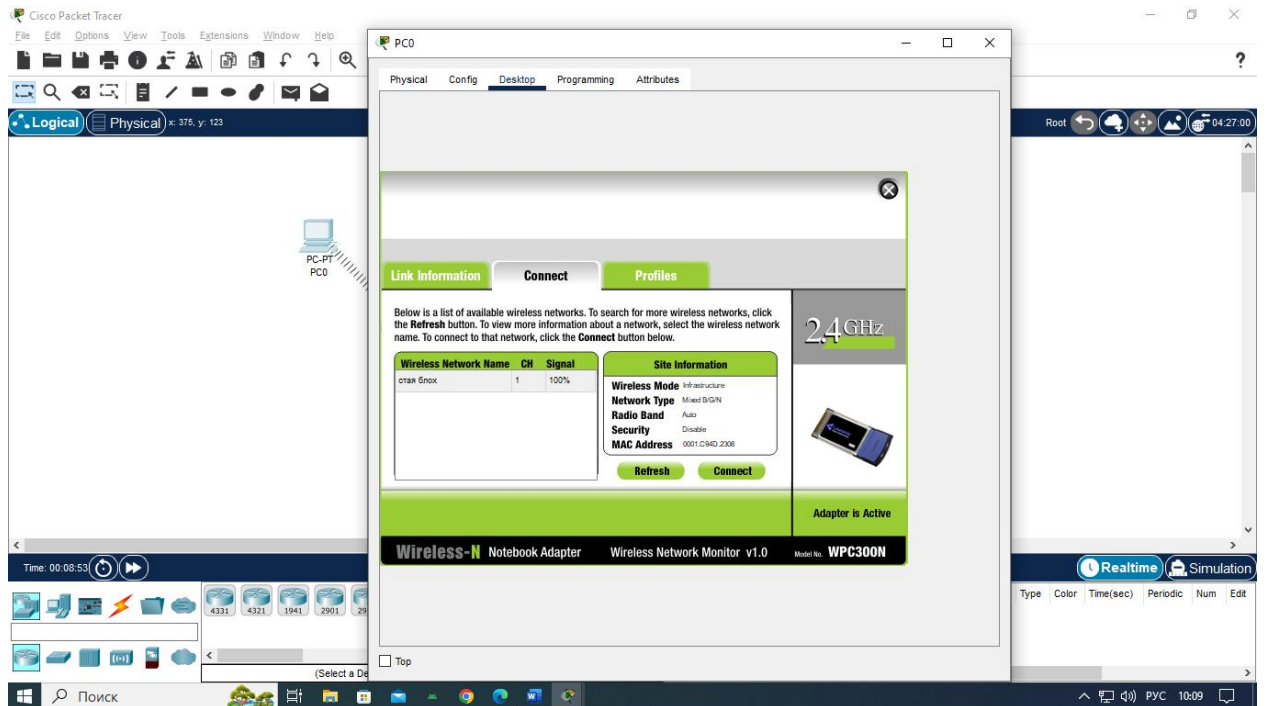 Cisco Packet Tracer
File Edit Options View Tools Extensions Window Help
?
Logical Physical x: 375, y: 123
Root 04:27:00
PC-PT
PC0
PC0
Physical Config Desktop Programming Attributes
Link Information Connect Profiles
Below is a list of available wireless networks. To search for more wireless networks, click
the Refresh button. To view more information about a network, select the wireless network
name. To connect to that network, click the Connect button below.
2.4GHz
Wireless Network Name CH Signal
стая блох 1 100%
Site Information
Wireless Mode Infrastructure
Network Type Mixed B/G/N
Radio Band Auto
Security Disable
MAC Address 0001.C94D.2306
Refresh Connect
Adapter is Active
Wireless-N Notebook Adapter Wireless Network Monitor v1.0 Model No. WPC300N
Top
Time: 00:08:53
Realtime Simulation
4331 4321 1941 2901 29
(Select a De
Type Color Time(sec) Periodic Num Edit
Поиск
РУС 10:09